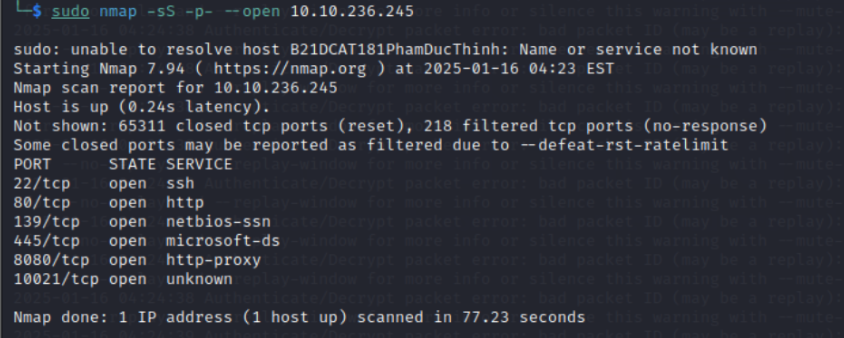 └─$ sudo nmap -sS -p- --open 10.10.236.245
sudo: unable to resolve host B21DCAT181PhamDucThinh: Name or service not known
Starting Nmap 7.94 ( https://nmap.org ) at 2025-01-16 04:23 EST
Nmap scan report for 10.10.236.245
Host is up (0.24s latency).
Not shown: 65311 closed tcp ports (reset), 218 filtered tcp ports (no-response)
Some closed ports may be reported as filtered due to --defeat-rst-ratelimit
PORT      STATE SERVICE
22/tcp    open  ssh
80/tcp    open  http
139/tcp   open  netbios-ssn
445/tcp   open  microsoft-ds
8080/tcp  open  http-proxy
10021/tcp open  unknown
Nmap done: 1 IP address (1 host up) scanned in 77.23 seconds